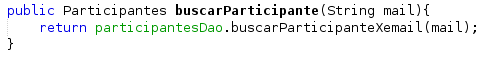 public Participantes buscarParticipante(String mail){
    return participantesDao.buscarParticipanteXemail(mail);
}